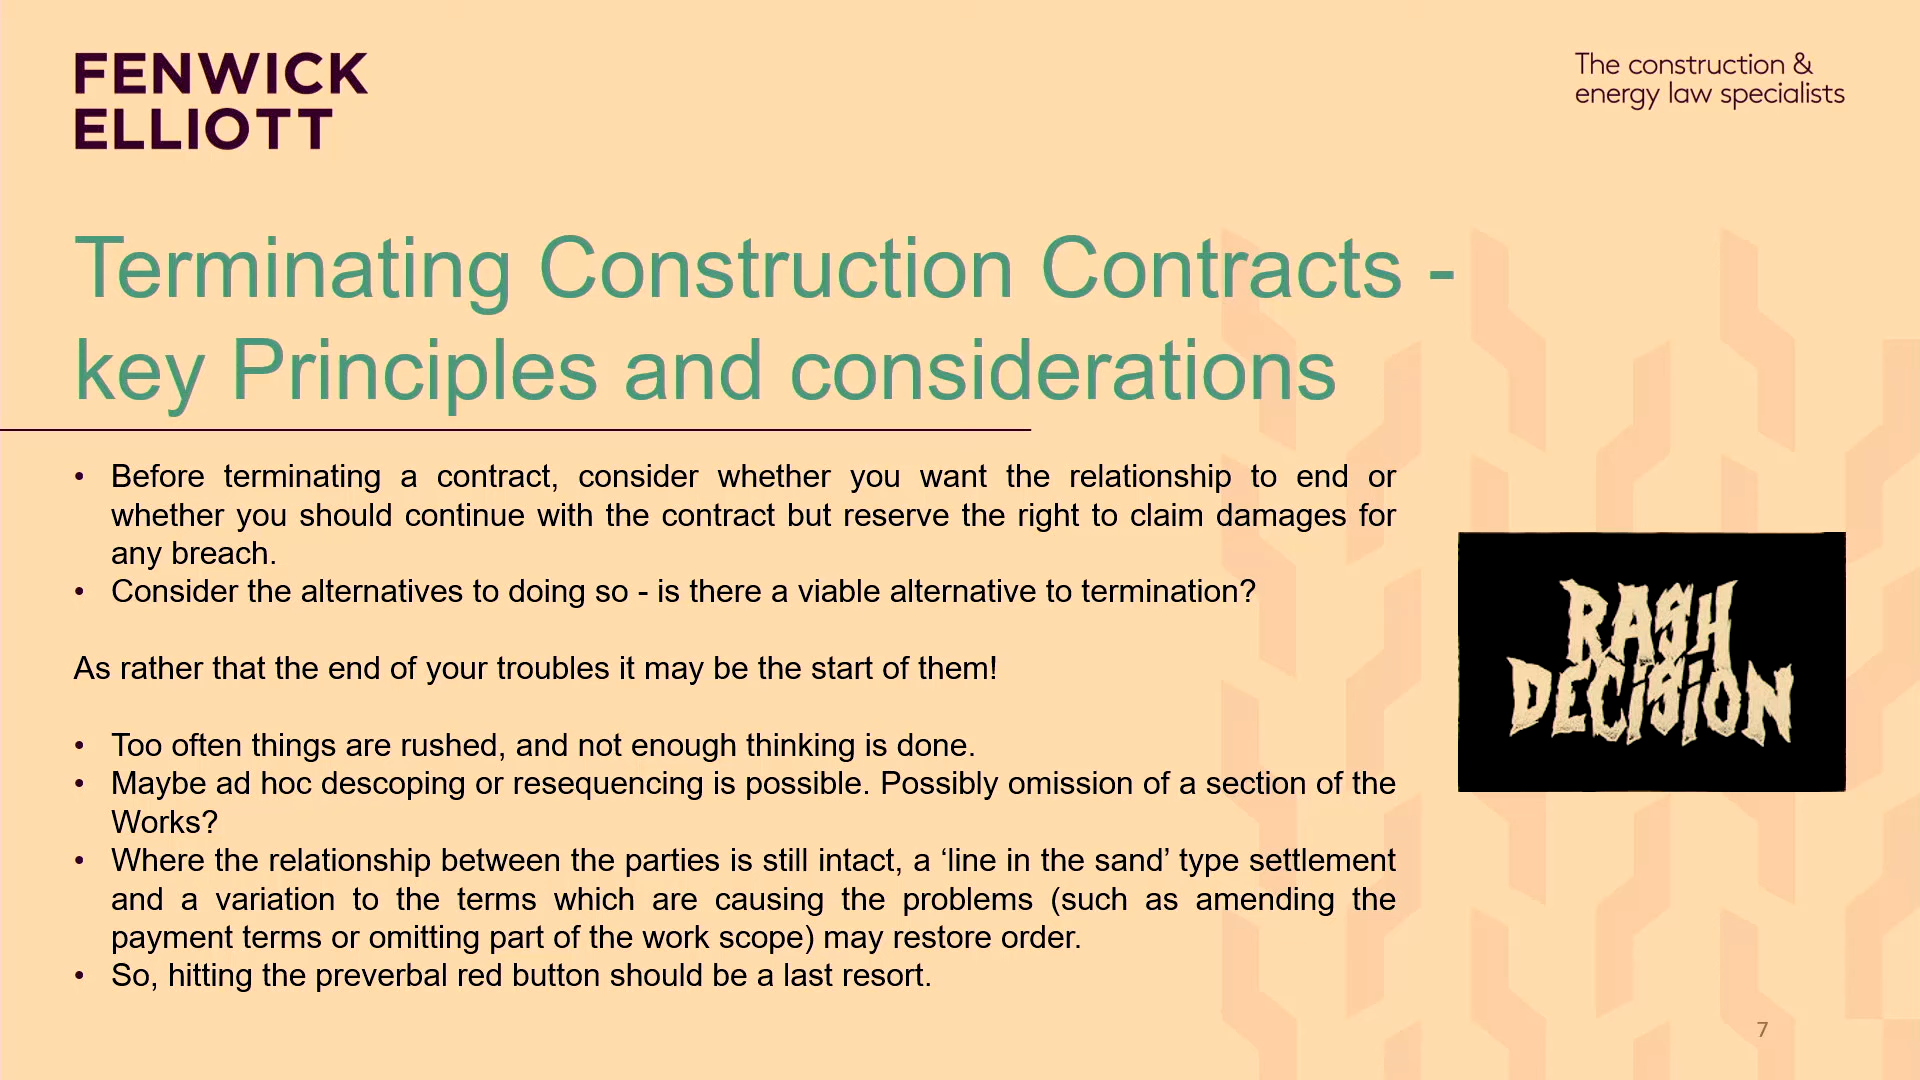 FENWICK
ELLIOTT
The construction &
energy law specialists
Terminating Construction Contracts -
key Principles and considerations
• Before terminating a contract, consider whether you want the relationship to end or
whether you should continue with the contract but reserve the right to claim damages for
any breach.
• Consider the alternatives to doing so - is there a viable alternative to termination?
As rather that the end of your troubles it may be the start of them!
• Too often things are rushed, and not enough thinking is done.
• Maybe ad hoc descoping or resequencing is possible. Possibly omission of a section of the
Works?
• Where the relationship between the parties is still intact, a ‘line in the sand’ type settlement
and a variation to the terms which are causing the problems (such as amending the
payment terms or omitting part of the work scope) may restore order.
• So, hitting the preverbal red button should be a last resort.
RASH
DECiSiON
7